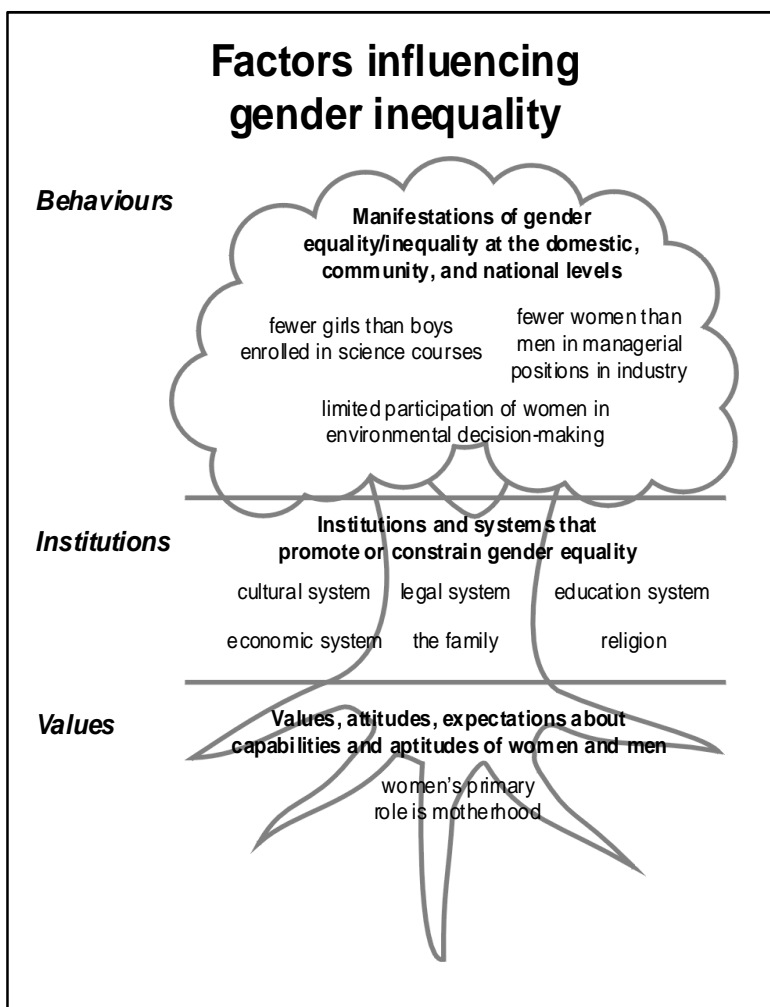 Factors influencing
gender inequality
Behaviours
Manifestations of gender
equality/inequality at the domestic,
community, and national levels
fewer girls than boys
enrolled in science courses
fewer women than
men in managerial
positions in industry
limited participation of women in
environmental decision-making
Institutions
Institutions and systems that
promote or constrain gender equality
cultural system legal system education system
economic system the family religion
Values
Values, attitudes, expectations about
capabilities and aptitudes of women and men
women's primary
role is motherhood